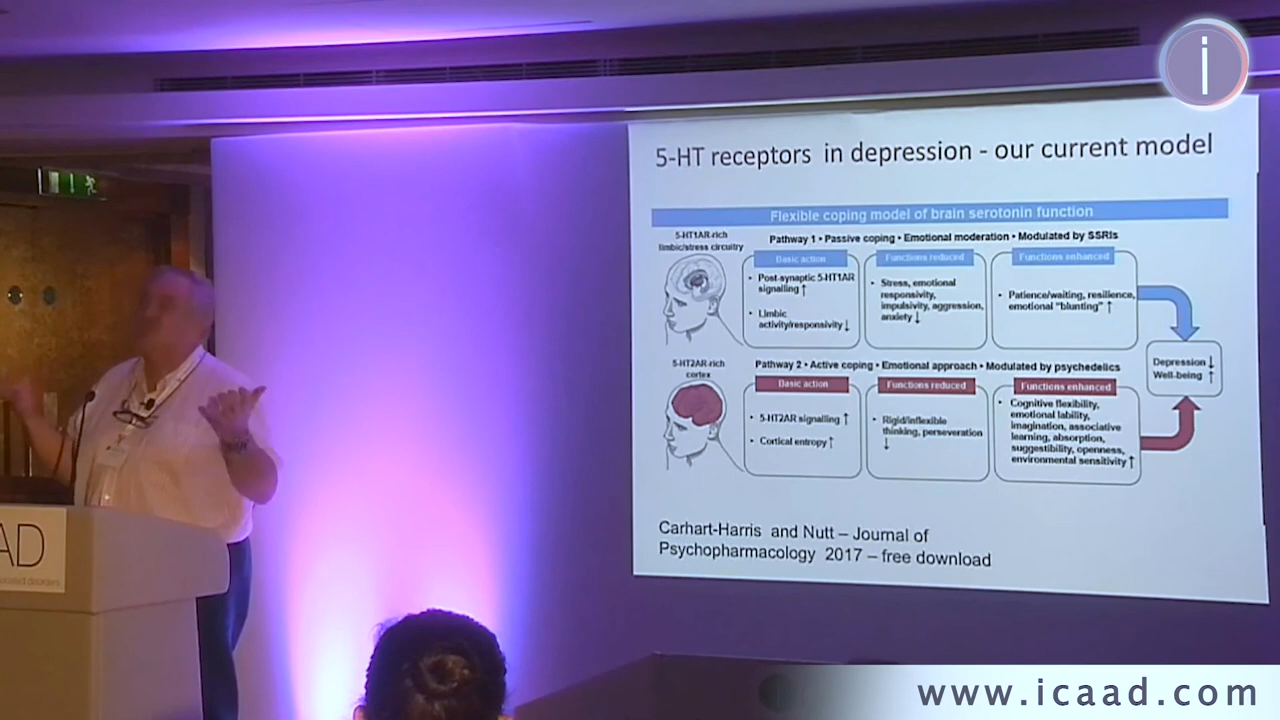 i
5-HT receptors in depression - our current model
Flexible coping model of brain serotonin function
5-HT1AR-rich
limbic/stress circuitry
Pathway 1 • Passive coping • Emotional moderation • Modulated by SSRIs
Basic action
• Post-synaptic 5-HT1AR
signalling ↑
• Limbic
activity/responsivity ↓
Functions reduced
• Stress, emotional
responsivity,
impulsivity, aggression,
anxiety ↓
Functions enhanced
• Patience/waiting, resilience,
emotional "blunting" ↑
5-HT2AR-rich
cortex
Pathway 2 • Active coping • Emotional approach • Modulated by psychedelics
Basic action
• 5-HT2AR signalling ↑
• Cortical entropy ↑
Functions reduced
• Rigid/inflexible
thinking, perseveration
↓
Functions enhanced
• Cognitive flexibility,
emotional lability,
imagination, associative
learning, absorption,
suggestibility, openness,
environmental sensitivity ↑
Depression ↓
Well-being ↑
Carhart-Harris and Nutt – Journal of
Psychopharmacology 2017 – free download
AD
disorders
www.icaad.com